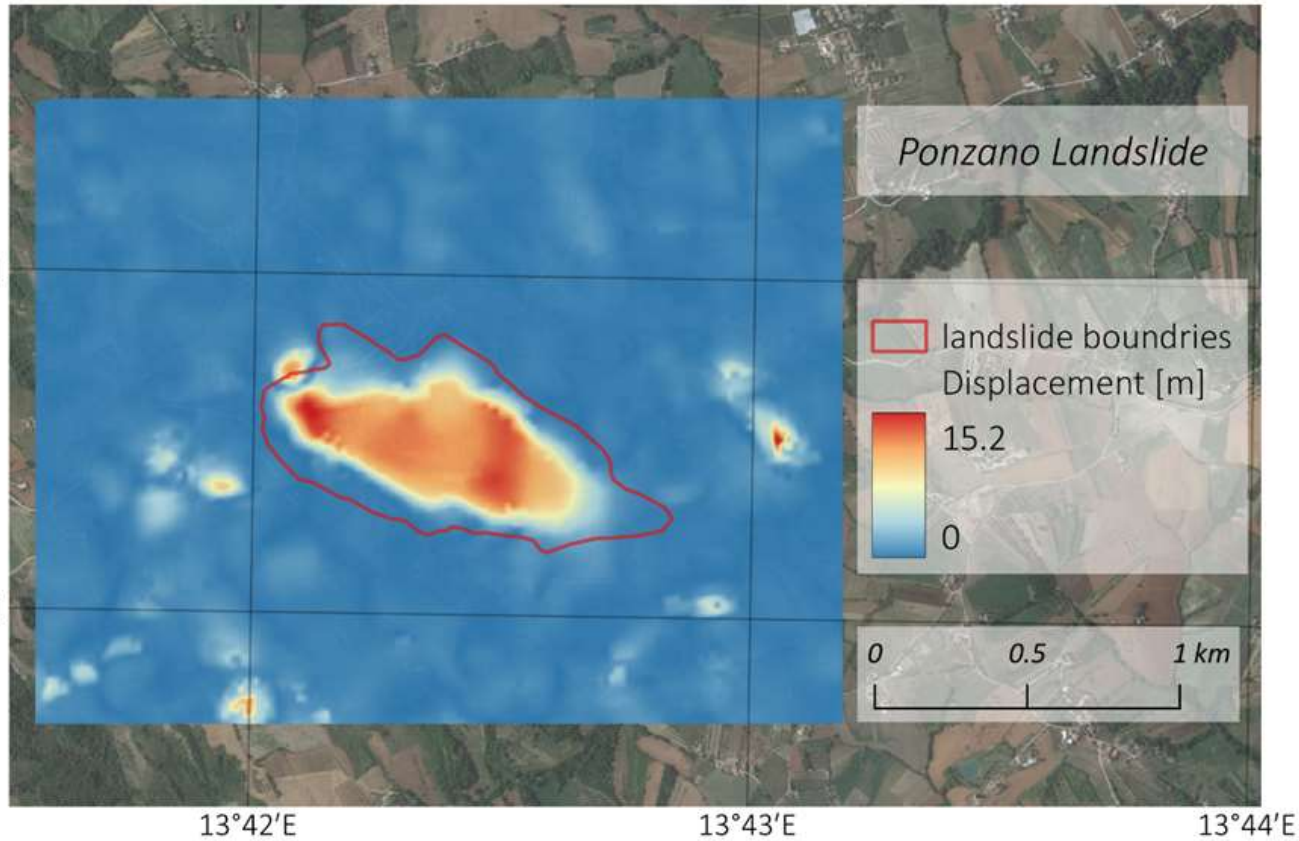 Ponzano Landslide
landslide boundries
Displacement [m]
15.2
0
0 0.5 1 km
13°42'E 13°43'E 13°44'E